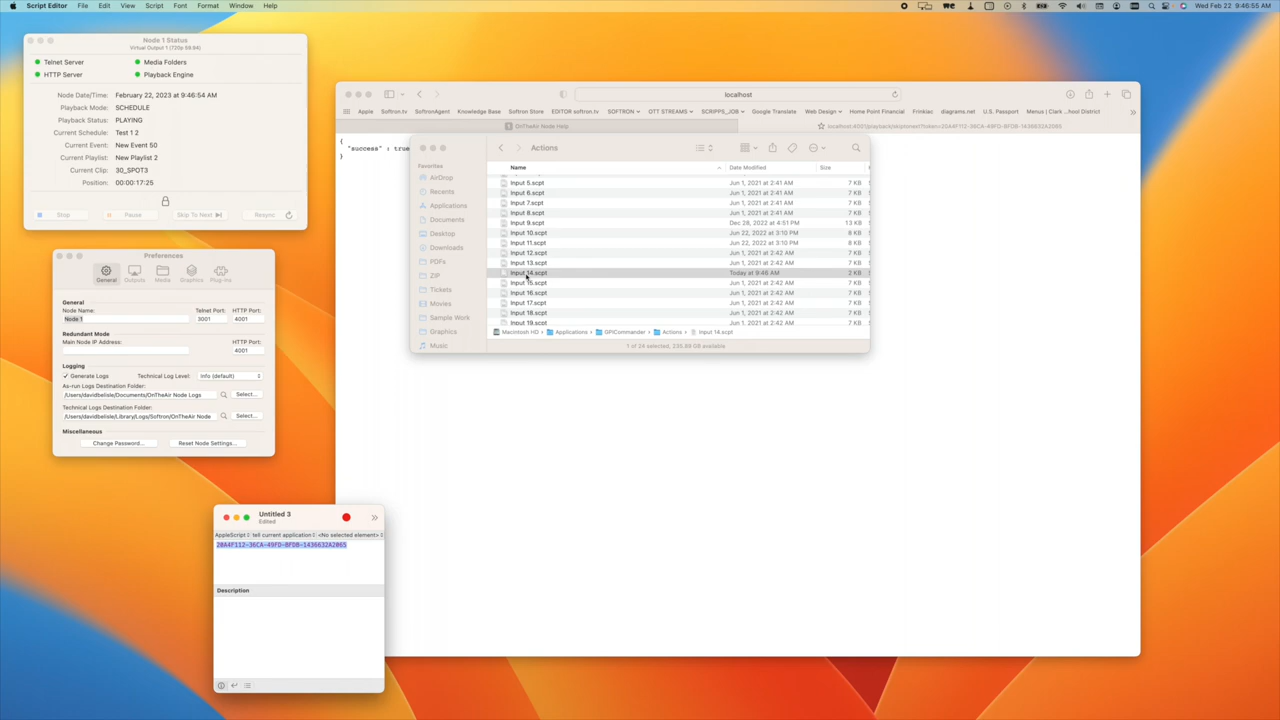 Script Editor File Edit View Script Font Format Window Help
Wed Feb 22 9:46:55 AM
Node 1 Status
Virtual Output 1 (720p 59.94)
Telnet Server Media Folders
HTTP Server Playback Engine
Node Date/Time: February 22, 2023 at 9:46:54 AM
Playback Mode: SCHEDULE
Playback Status: PLAYING
Current Schedule: Test 1 2
Current Event: New Event 50
Current Playlist: New Playlist 2
Current Clip: 30_SPOT3
Position: 00:00:17:25
Stop Pause Skip To Next Resync
Preferences
General Outputs Media Graphics Plug-ins
General
Node Name: Telnet Port: HTTP Port:
Node 1 3001 4001
Redundant Mode
Main Node IP Address: HTTP Port:
4001
Logging
Generate Logs Technical Log Level: Info (default)
As-run Logs Destination Folder:
/Users/davidbelisle/Documents/OnTheAir Node Logs Select...
Technical Logs Destination Folder:
/Users/davidbelisle/Library/Logs/Softron/OnTheAir Node Select...
Miscellaneous
Change Password... Reset Node Settings...
localhost
Apple Softron.tv SoftronAgent Knowledge Base Softron Store EDITOR softron.tv SOFTRON OTT STREAMS SCRIPPS_JOB Google Translate Web Design Home Point Financial Frinkiac diagrams.net U.S. Passport Menus | Clark ...hool District
OnTheAir Node Help
{
"success" : true
}
Actions
Favorites
AirDrop
Recents
Applications
Documents
Desktop
Downloads
PDFs
ZIP
Tickets
Movies
Sample Work
Graphics
Music
Name Date Modified Size
Input 5.scpt Jun 1, 2021 at 2:41 AM 7 KB
Input 6.scpt Jun 1, 2021 at 2:41 AM 7 KB
Input 7.scpt Jun 1, 2021 at 2:41 AM 7 KB
Input 8.scpt Jun 1, 2021 at 2:41 AM 7 KB
Input 9.scpt Dec 28, 2022 at 4:51 PM 7 KB
Input 10.scpt Jun 22, 2022 at 3:10 PM 8 KB
Input 11.scpt Jun 22, 2022 at 3:10 PM 8 KB
Input 12.scpt Jun 1, 2021 at 2:42 AM 7 KB
Input 13.scpt Jun 1, 2021 at 2:42 AM 7 KB
Input 14.scpt Today at 9:46 AM 2 KB
Input 15.scpt Jun 1, 2021 at 2:42 AM 7 KB
Input 16.scpt Jun 1, 2021 at 2:42 AM 7 KB
Input 17.scpt Jun 1, 2021 at 2:42 AM 7 KB
Input 18.scpt Jun 1, 2021 at 2:42 AM 7 KB
Input 19.scpt Jun 1, 2021 at 2:42 AM 7 KB
Macintosh HD Applications GPICommander Actions Input 14.scpt
1 of 24 selected, 235.89 GB available
Untitled 3
Edited
AppleScript tell current application <No selected element>
20A4F112-36CA-49FD-BFDB-1436632A2065
Description